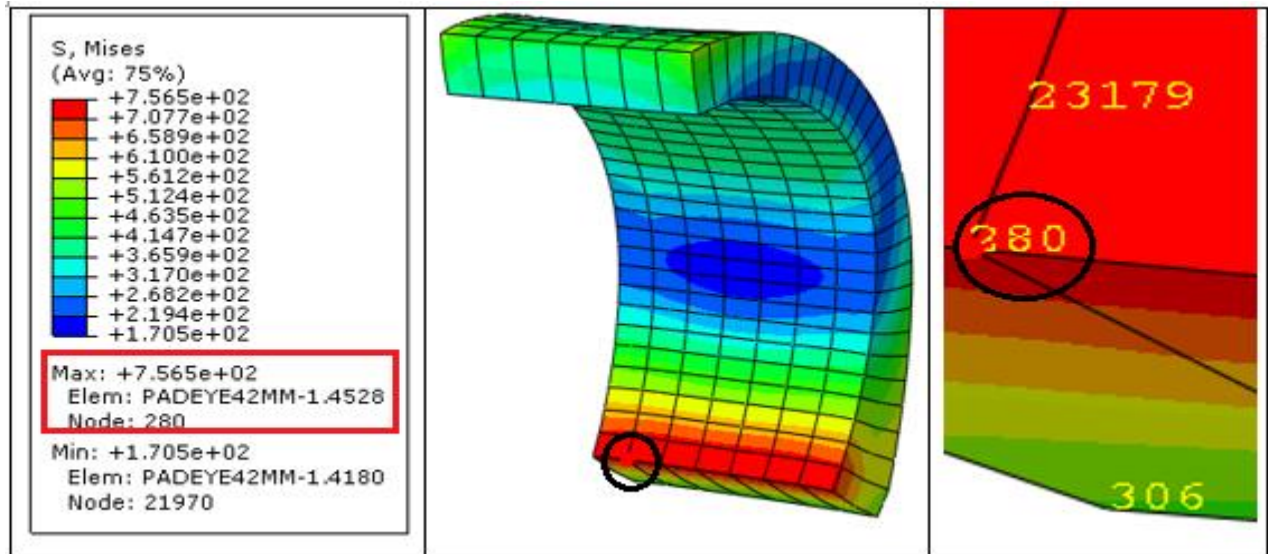 S, Mises
(Avg: 75%)
+7.565e+02
+7.077e+02
+6.589e+02
+6.100e+02
+5.612e+02
+5.124e+02
+4.635e+02
+4.147e+02
+3.659e+02
+3.170e+02
+2.682e+02
+2.194e+02
+1.705e+02
Max: +7.565e+02
Elem: PADEYE42MM-1.4528
Node: 280
Min: +1.705e+02
Elem: PADEYE42MM-1.4180
Node: 21970
23179
280
306